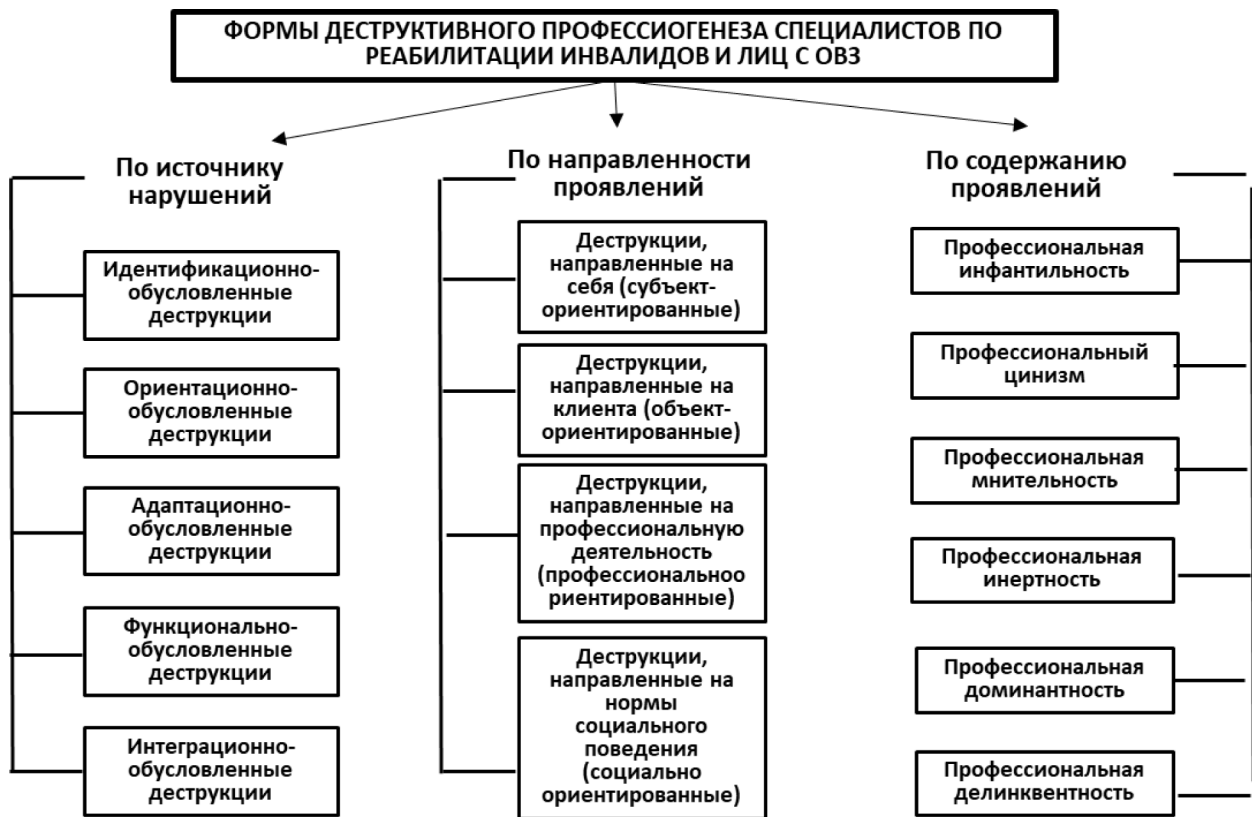 ФОРМЫ ДЕСТРУКТИВНОГО ПРОФЕССИОГЕНЕЗА СПЕЦИАЛИСТОВ ПО
РЕАБИЛИТАЦИИ ИНВАЛИДОВ И ЛИЦ С ОВЗ
По источнику
нарушений
Идентификационно-
обусловленные
деструкции
Ориентационно-
обусловленные
деструкции
Адаптационно-
обусловленные
деструкции
Функционально-
обусловленные
деструкции
Интеграционно-
обусловленные
деструкции
По направленности
проявлений
Деструкции,
направленные на
себя (субъект-
ориентированные)
Деструкции,
направленные на
клиента (объект-
ориентированные)
Деструкции,
направленные на
профессиональную
деятельность
(профессиональноо
риентированные)
Деструкции,
направленные на
нормы
социального
поведения
(социально
ориентированные)
По содержанию
проявлений
Профессиональная
инфантильность
Профессиональный
цинизм
Профессиональная
мнительность
Профессиональная
инертность
Профессиональная
доминантность
Профессиональная
делинквентность